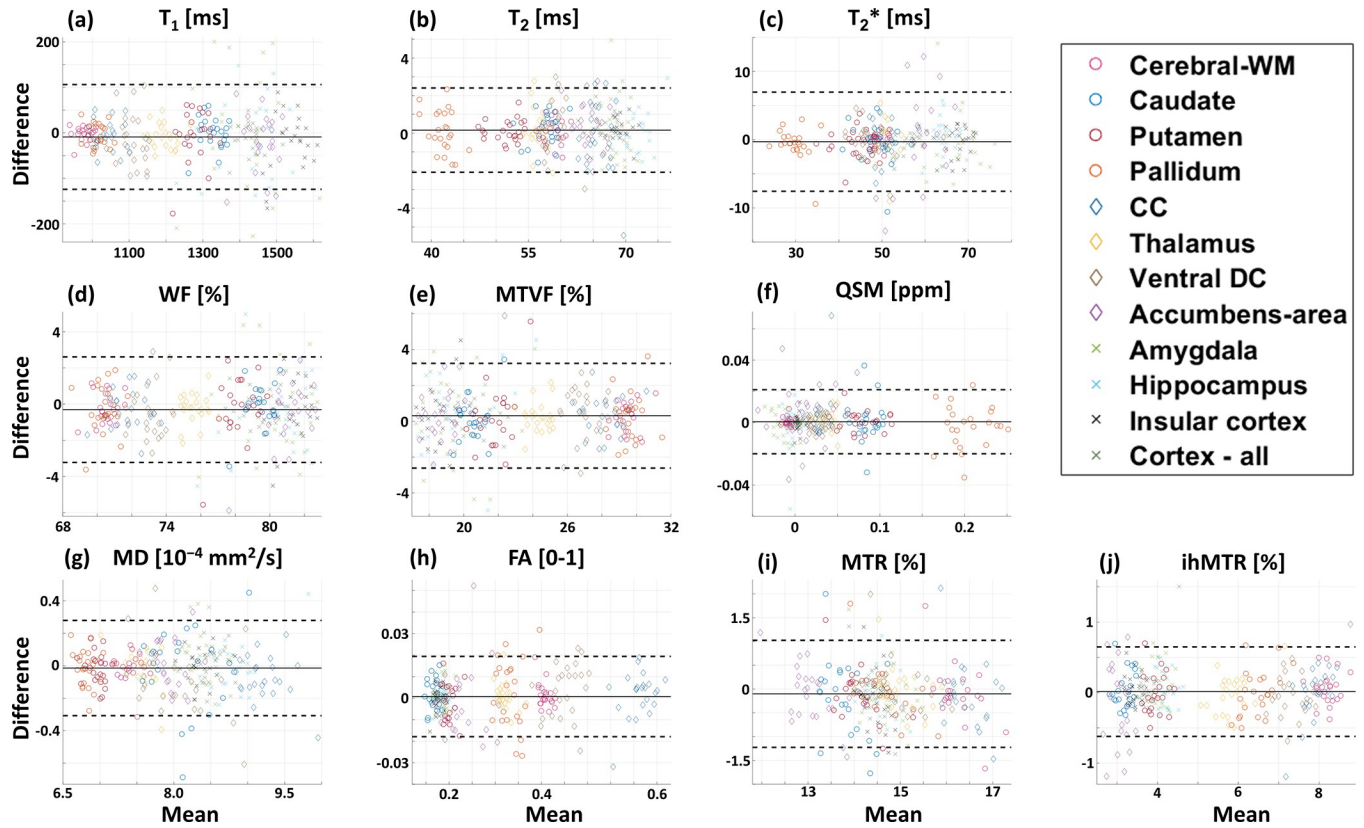 (a) T1 [ms]
(b) T2 [ms]
(c) T2* [ms]
Difference
200
0
-200
1100 1300 1500
4
0
-4
40 55 70
10
0
-10
30 50 70
Cerebral-WM
Caudate
Putamen
Pallidum
CC
Thalamus
Ventral DC
Accumbens-area
Amygdala
Hippocampus
Insular cortex
Cortex - all
(d) WF [%]
(e) MTVF [%]
(f) QSM [ppm]
Difference
4
0
-4
68 74 80
4
0
-4
20 26 32
0.04
0
-0.04
0 0.1 0.2
(g) MD [10⁻⁴ mm²/s]
(h) FA [0-1]
(i) MTR [%]
(j) ihMTR [%]
Difference
0.4
0
-0.4
6.5 8.0 9.5
Mean
0.03
0
-0.03
0.2 0.4 0.6
Mean
1.5
0
-1.5
13 15 17
Mean
1
0
-1
4 6 8
Mean